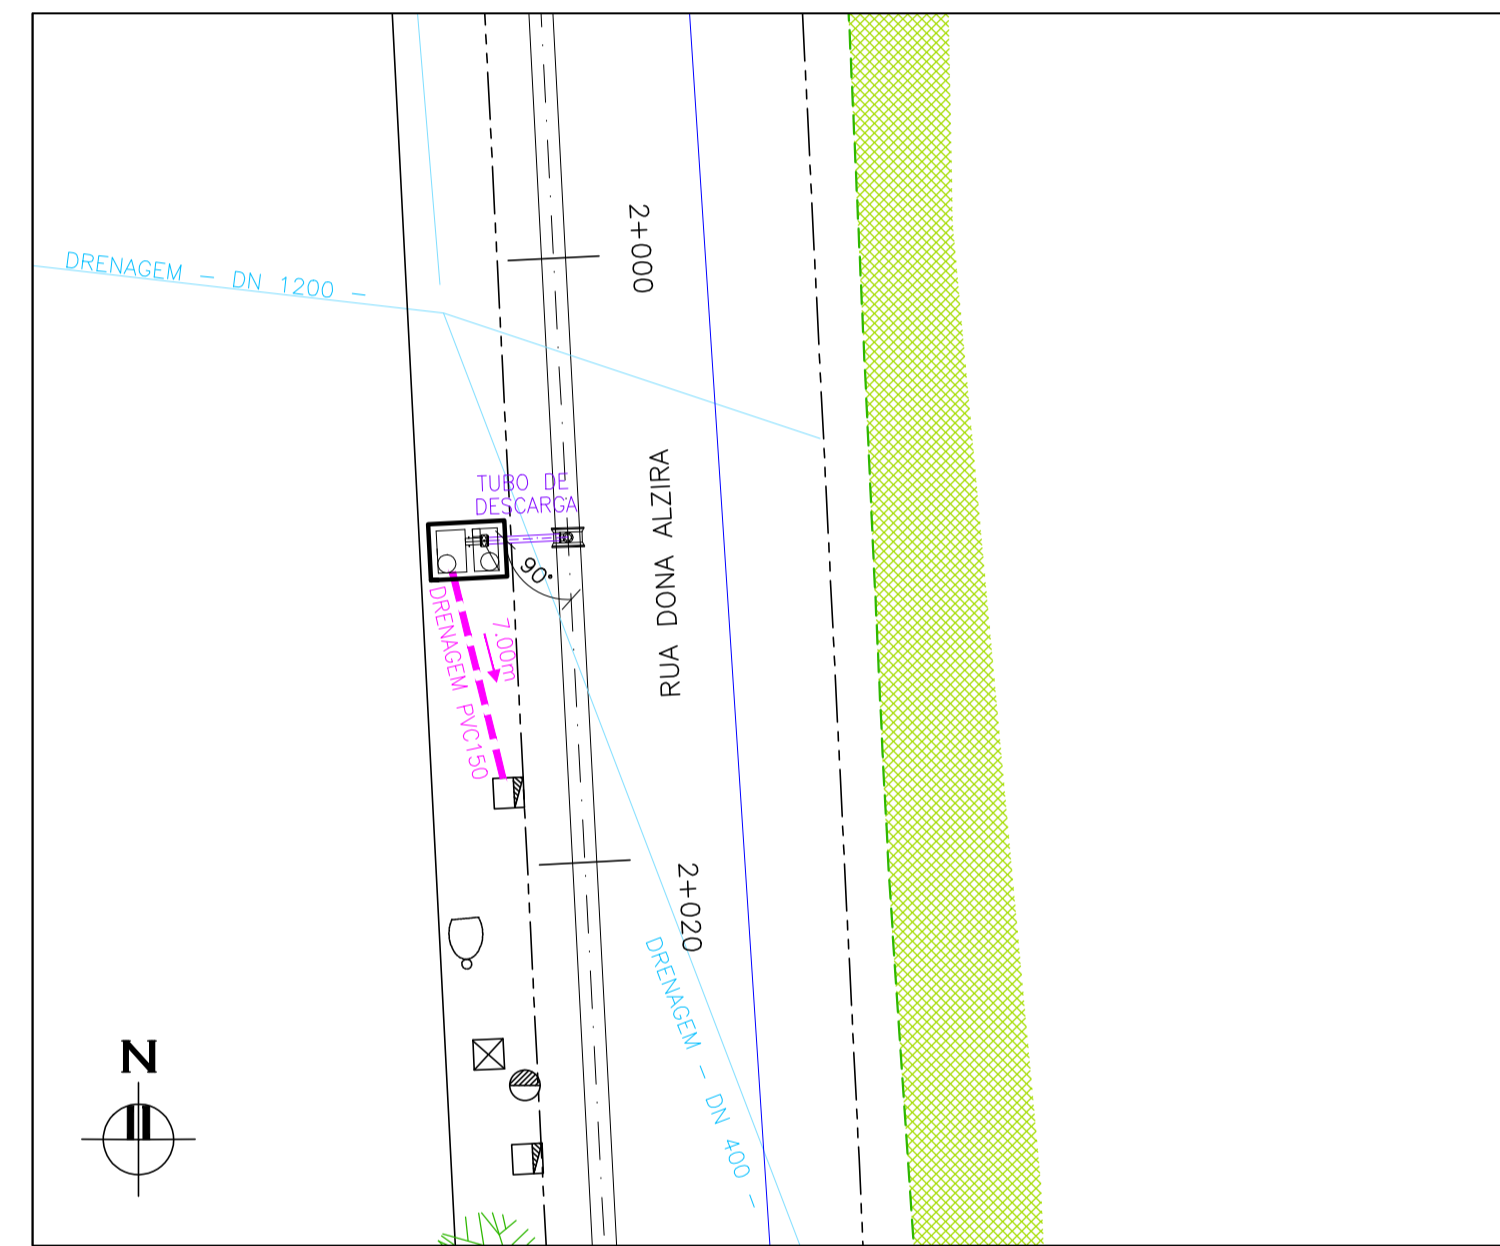 2+000
DRENAGEM - DN 1200 -
TUBO DE
DESCARGA
RUA DONA ALZIRA
90°
7.00m
DRENAGEM PVC150
2+020
DRENAGEM - DN 400 -
N